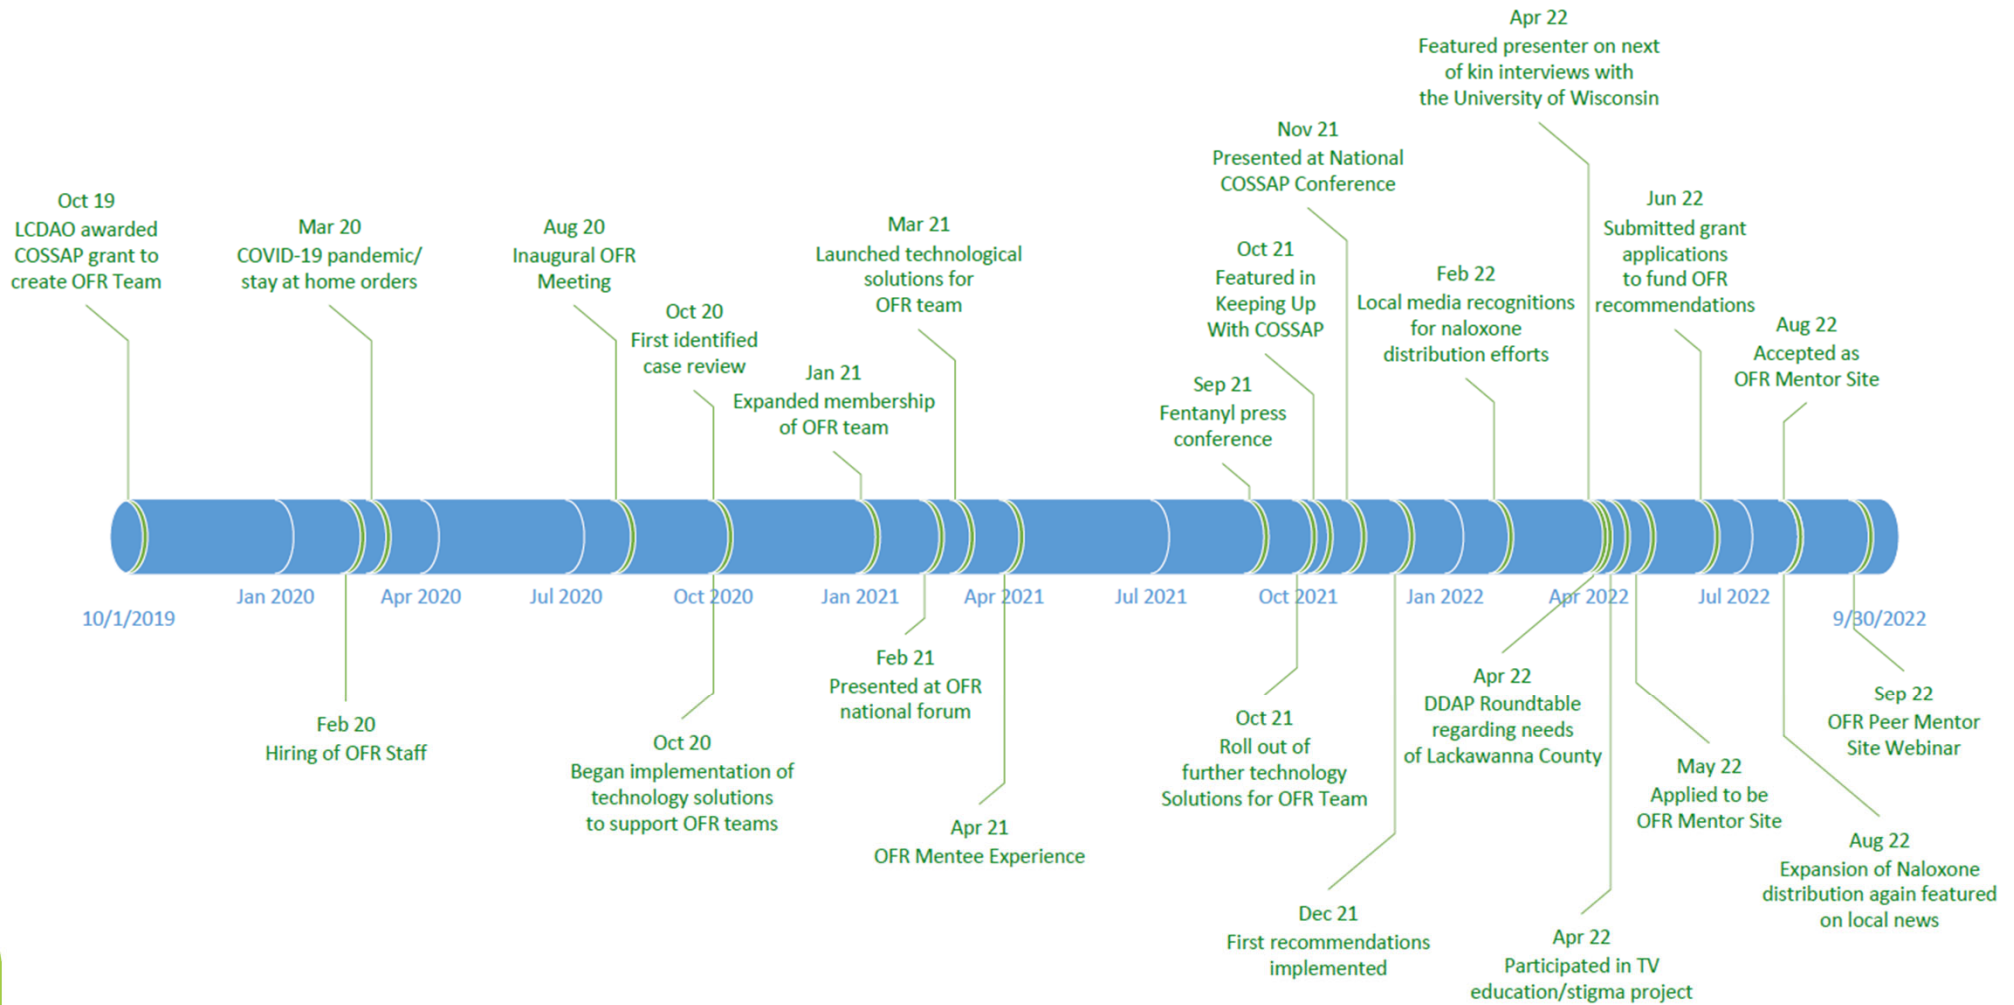 Oct 19
LCDAO awarded
COSSAP grant to
create OFR Team
Mar 20
COVID-19 pandemic/
stay at home orders
Aug 20
Inaugural OFR
Meeting
Oct 20
First identified
case review
Jan 21
Expanded membership
of OFR team
Mar 21
Launched technological
solutions for
OFR team
Sep 21
Fentanyl press
conference
Oct 21
Featured in
Keeping Up
With COSSAP
Nov 21
Presented at National
COSSAP Conference
Feb 22
Local media recognitions
for naloxone
distribution efforts
Apr 22
Featured presenter on next
of kin interviews with
the University of Wisconsin
Jun 22
Submitted grant
applications
to fund OFR
recommendations
Aug 22
Accepted as
OFR Mentor Site
10/1/2019
Jan 2020
Apr 2020
Jul 2020
Oct 2020
Jan 2021
Apr 2021
Jul 2021
Oct 2021
Jan 2022
Apr 2022
Jul 2022
9/30/2022
Feb 20
Hiring of OFR Staff
Oct 20
Began implementation of
technology solutions
to support OFR teams
Feb 21
Presented at OFR
national forum
Apr 21
OFR Mentee Experience
Oct 21
Roll out of
further technology
Solutions for OFR Team
Dec 21
First recommendations
implemented
Apr 22
DDAP Roundtable
regarding needs
of Lackawanna County
Apr 22
Participated in TV
education/stigma project
May 22
Applied to be
OFR Mentor Site
Aug 22
Expansion of Naloxone
distribution again featured
on local news
Sep 22
OFR Peer Mentor
Site Webinar